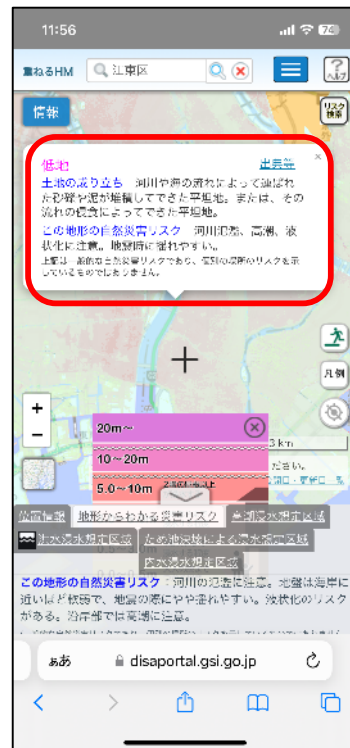 11:56
74
重ねるHM
江東区
ヘルプ
情報
リスク
検索
低地
出典等
土地の成り立ち 河川や海の流れによって運ばれ
た砂礫や泥が堆積してできた平坦地。または、その
流れの侵食によってできた平坦地。
この地形の自然災害リスク 河川氾濫、高潮、液
状化に注意。地震時に揺れやすい。
上記は一般的な自然災害リスクであり、個別の場所のリスクを示
しているものではありません。
凡例
+
−
20m～
10～20m
5.0～10m
3 km
ださい。
位置情報 地形からわかる災害リスク 高潮浸水想定区域
洪水浸水想定区域 ため池決壊による浸水想定区域
内水浸水想定区域
この地形の自然災害リスク：河川の氾濫に注意。地盤は海岸に
近いほど軟弱で、地震の際にやや揺れやすい。液状化のリスク
がある。沿岸部では高潮に注意。
ぁあ
disaportal.gsi.go.jp